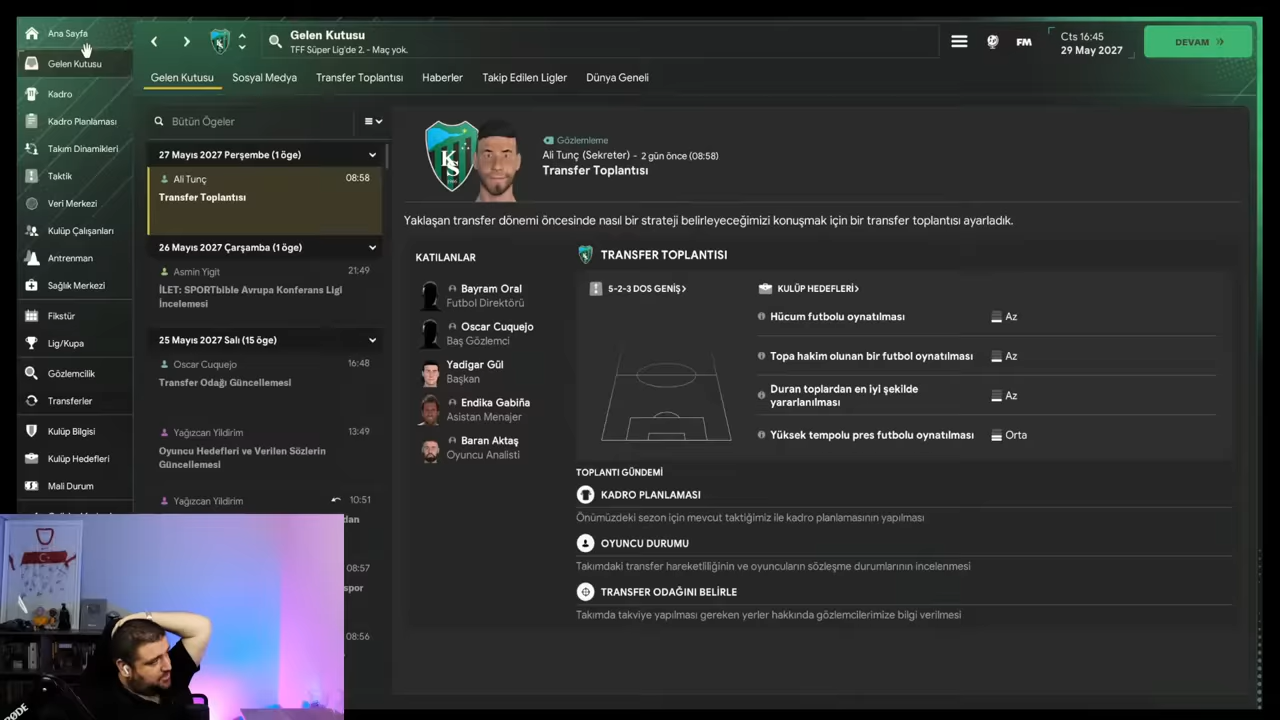 Ana Sayfa
Gelen Kutusu
Kadro
Kadro Planlaması
Takım Dinamikleri
Taktik
Veri Merkezi
Kulüp Çalışanları
Antrenman
Sağlık Merkezi
Fikstür
Lig/Kupa
Gözlemcilik
Transferler
Kulüp Bilgisi
Kulüp Hedefleri
Mali Durum
Gelen Kutusu
TFF Süper Lig'de 2. - Maç yok.
FM
Cts 16:45
29 May 2027
DEVAM
Gelen Kutusu
Sosyal Medya
Transfer Toplantısı
Haberler
Takip Edilen Ligler
Dünya Geneli
Bütün Ögeler
27 Mayıs 2027 Perşembe (1 öge)
Ali Tunç 08:58
Transfer Toplantısı
26 Mayıs 2027 Çarşamba (1 öge)
Asmin Yigit 21:49
İLET: SPORTbible Avrupa Konferans Ligi
İncelemesi
25 Mayıs 2027 Salı (15 öge)
Oscar Cuquejo 16:48
Transfer Odağı Güncellemesi
Yağızcan Yildirim 13:49
Oyuncu Hedefleri ve Verilen Sözlerin
Güncellemesi
Yağızcan Yildirim 10:51
dan
08:57
spor
08:56
KS
Gözlemleme
Ali Tunç (Sekreter) - 2 gün önce (08:58)
Transfer Toplantısı
Yaklaşan transfer dönemi öncesinde nasıl bir strateji belirleyeceğimizi konuşmak için bir transfer toplantısı ayarladık.
KATILANLAR
Bayram Oral
Futbol Direktörü
Oscar Cuquejo
Baş Gözlemci
Yadigar Gül
Başkan
Endika Gabiña
Asistan Menajer
Baran Aktaş
Oyuncu Analisti
TRANSFER TOPLANTISI
5-2-3 DOS GENİŞ>
KULÜP HEDEFLERİ>
Hücum futbolu oynatılması Az
Topa hakim olunan bir futbol oynatılması Az
Duran toplardan en iyi şekilde
yararlanılması Az
Yüksek tempolu pres futbolu oynatılması Orta
TOPLANTI GÜNDEMİ
KADRO PLANLAMASI
Önümüzdeki sezon için mevcut taktiğimiz ile kadro planlamasının yapılması
OYUNCU DURUMU
Takımdaki transfer hareketliliğinin ve oyuncuların sözleşme durumlarının incelenmesi
TRANSFER ODAĞINI BELİRLE
Takımda takviye yapılması gereken yerler hakkında gözlemcilerimize bilgi verilmesi